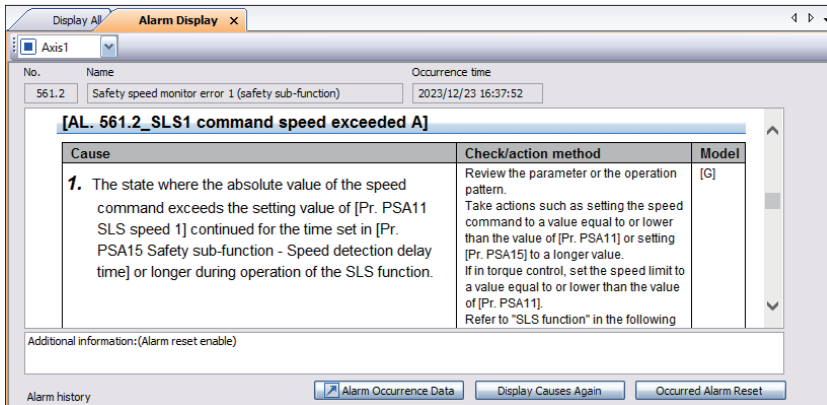 Display All
Alarm Display
Axis1
No. Name Occurrence time
561.2 Safety speed monitor error 1 (safety sub-function) 2023/12/23 16:37:52
[AL. 561.2_SLS1 command speed exceeded A]
Cause Check/action method Model
1. The state where the absolute value of the speed
command exceeds the setting value of [Pr. PSA11
SLS speed 1] continued for the time set in [Pr.
PSA15 Safety sub-function - Speed detection delay
time] or longer during operation of the SLS function.
Review the parameter or the operation
pattern.
Take actions such as setting the speed
command to a value equal to or lower
than the value of [Pr. PSA11] or setting
[Pr. PSA15] to a longer value.
If in torque control, set the speed limit to
a value equal to or lower than the value
of [Pr. PSA11].
Refer to "SLS function" in the following
[G]
Additional information:(Alarm reset enable)
Alarm history
Alarm Occurrence Data
Display Causes Again
Occurred Alarm Reset